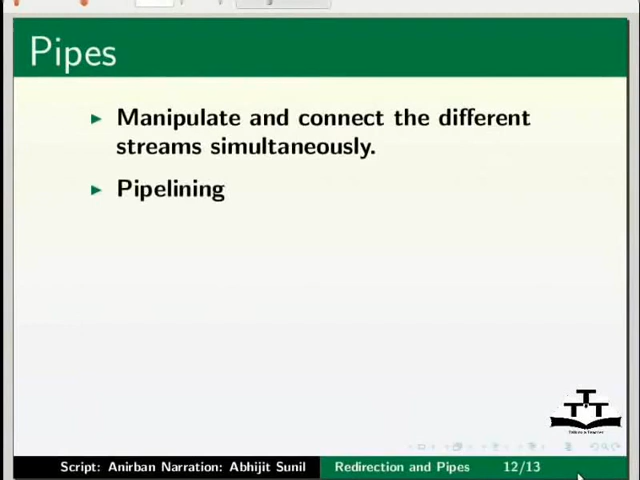 Pipes
Manipulate and connect the different
streams simultaneously.
Pipelining
TTT
Script: Anirban Narration: Abhijit Sunil Redirection and Pipes 12/13